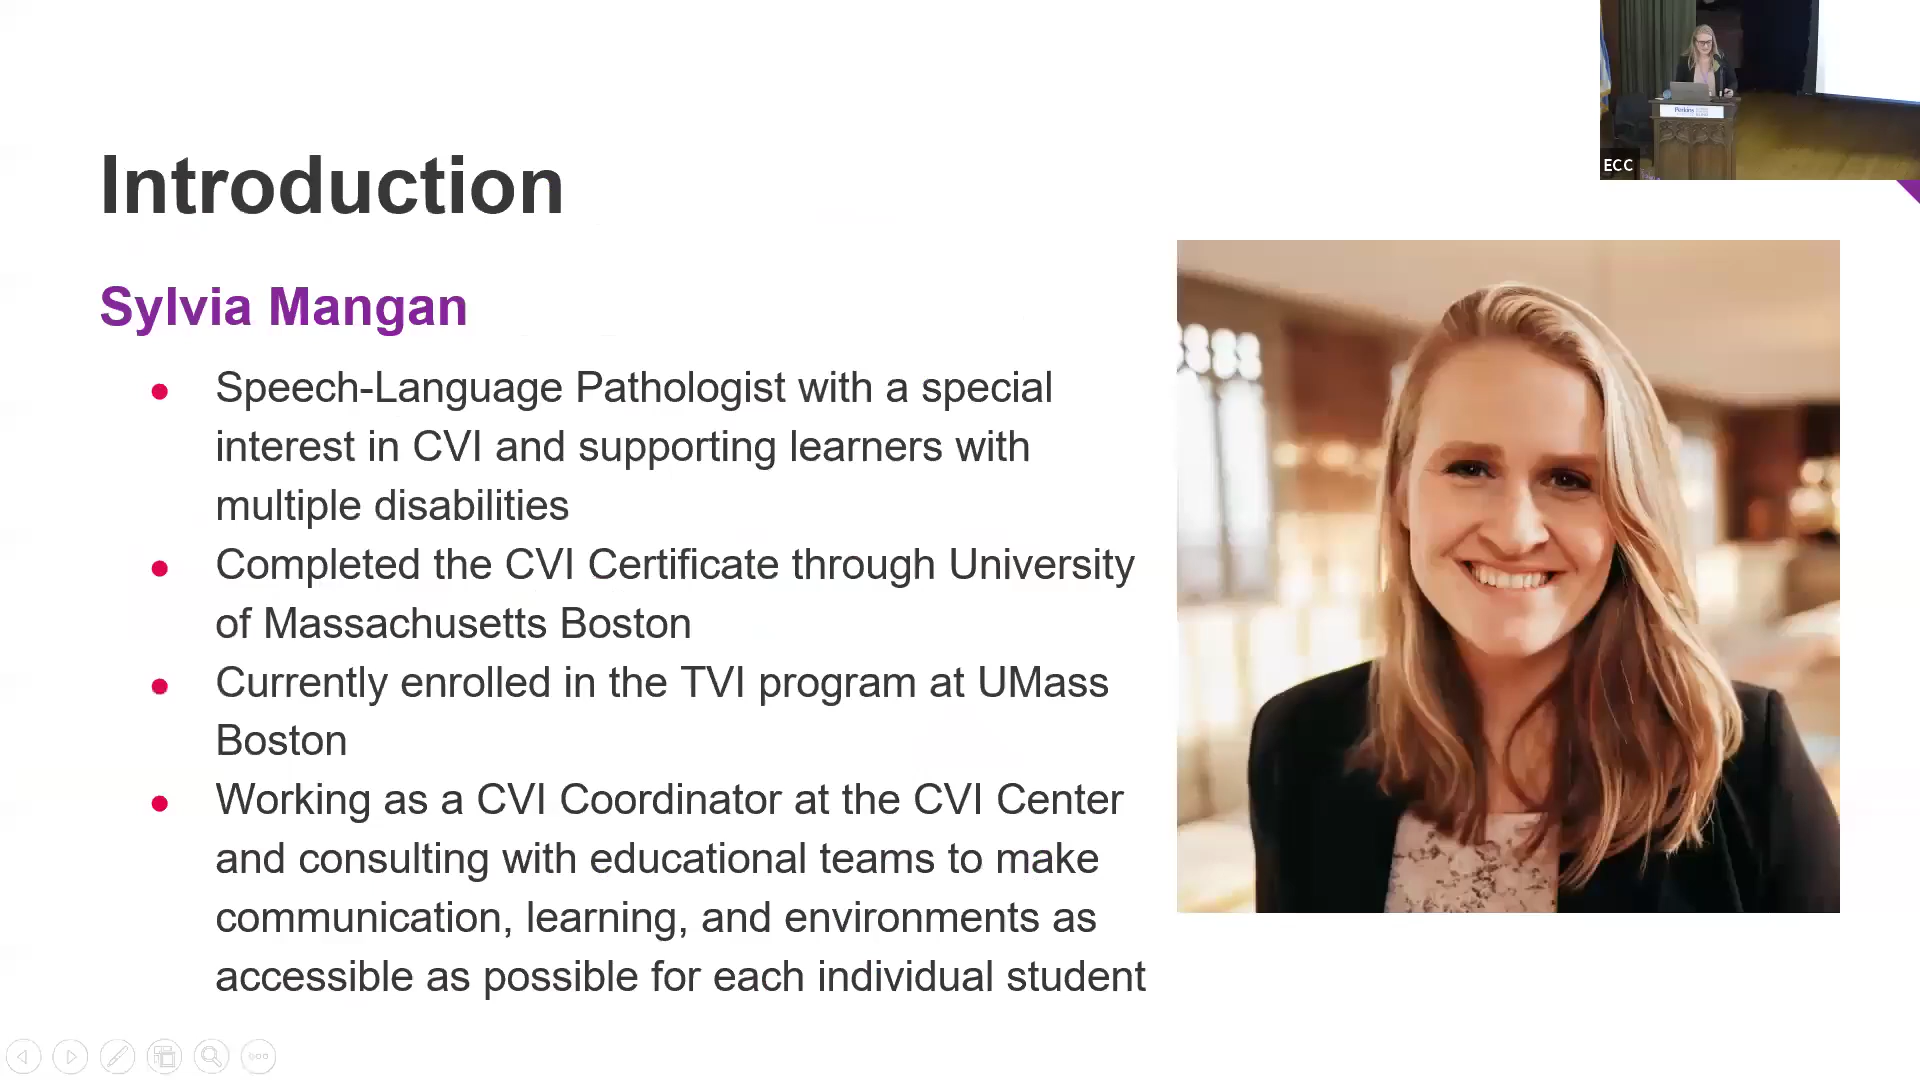 ECC
Perkins
Introduction
Sylvia Mangan
Speech-Language Pathologist with a special
interest in CVI and supporting learners with
multiple disabilities
Completed the CVI Certificate through University
of Massachusetts Boston
Currently enrolled in the TVI program at UMass
Boston
Working as a CVI Coordinator at the CVI Center
and consulting with educational teams to make
communication, learning, and environments as
accessible as possible for each individual student